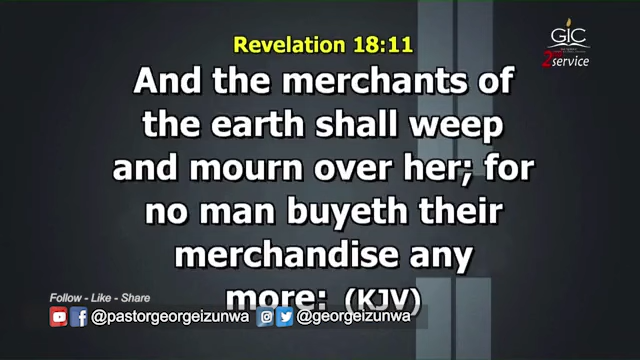 Revelation 18:11
GIC
2nd service
And the merchants of
the earth shall weep
and mourn over her; for
no man buyeth their
merchandise any
more: (KJV)
Follow - Like - Share
@pastorgeorgeizunwa @georgeizunwa